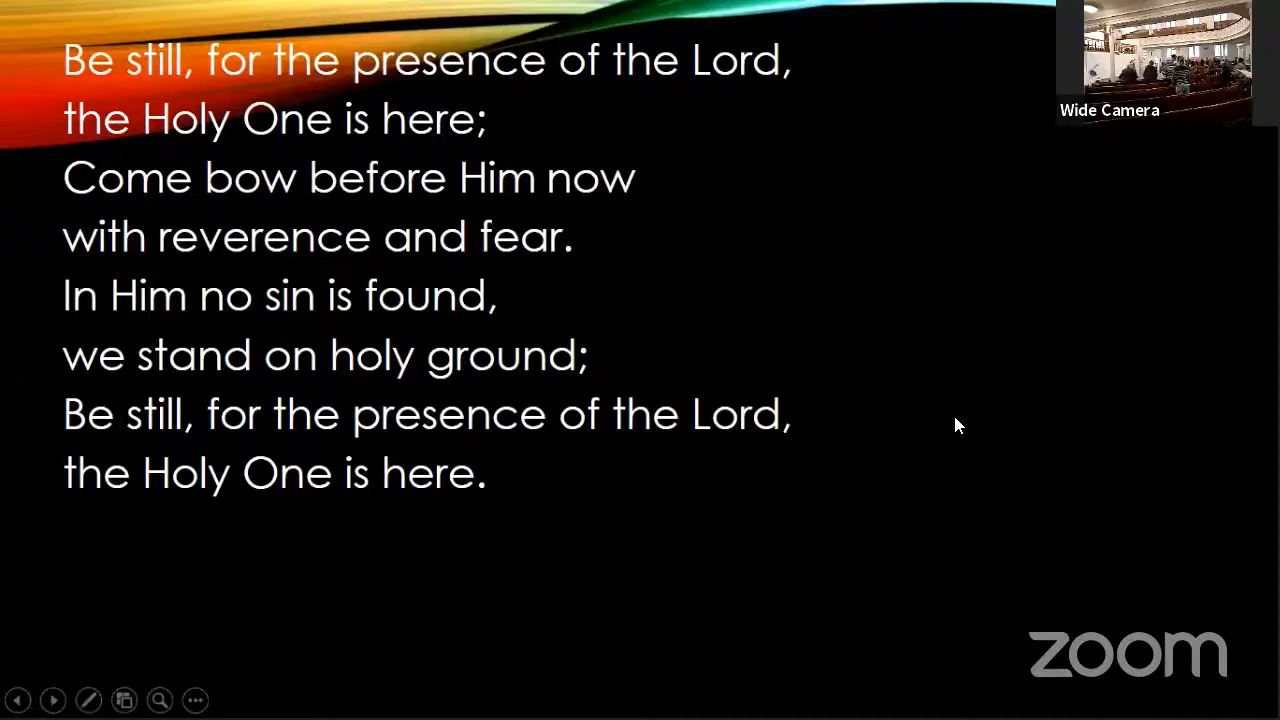 Be still, for the presence of the Lord,
the Holy One is here;
Come bow before Him now
with reverence and fear.
In Him no sin is found,
we stand on holy ground;
Be still, for the presence of the Lord,
the Holy One is here.
Wide Camera
zoom